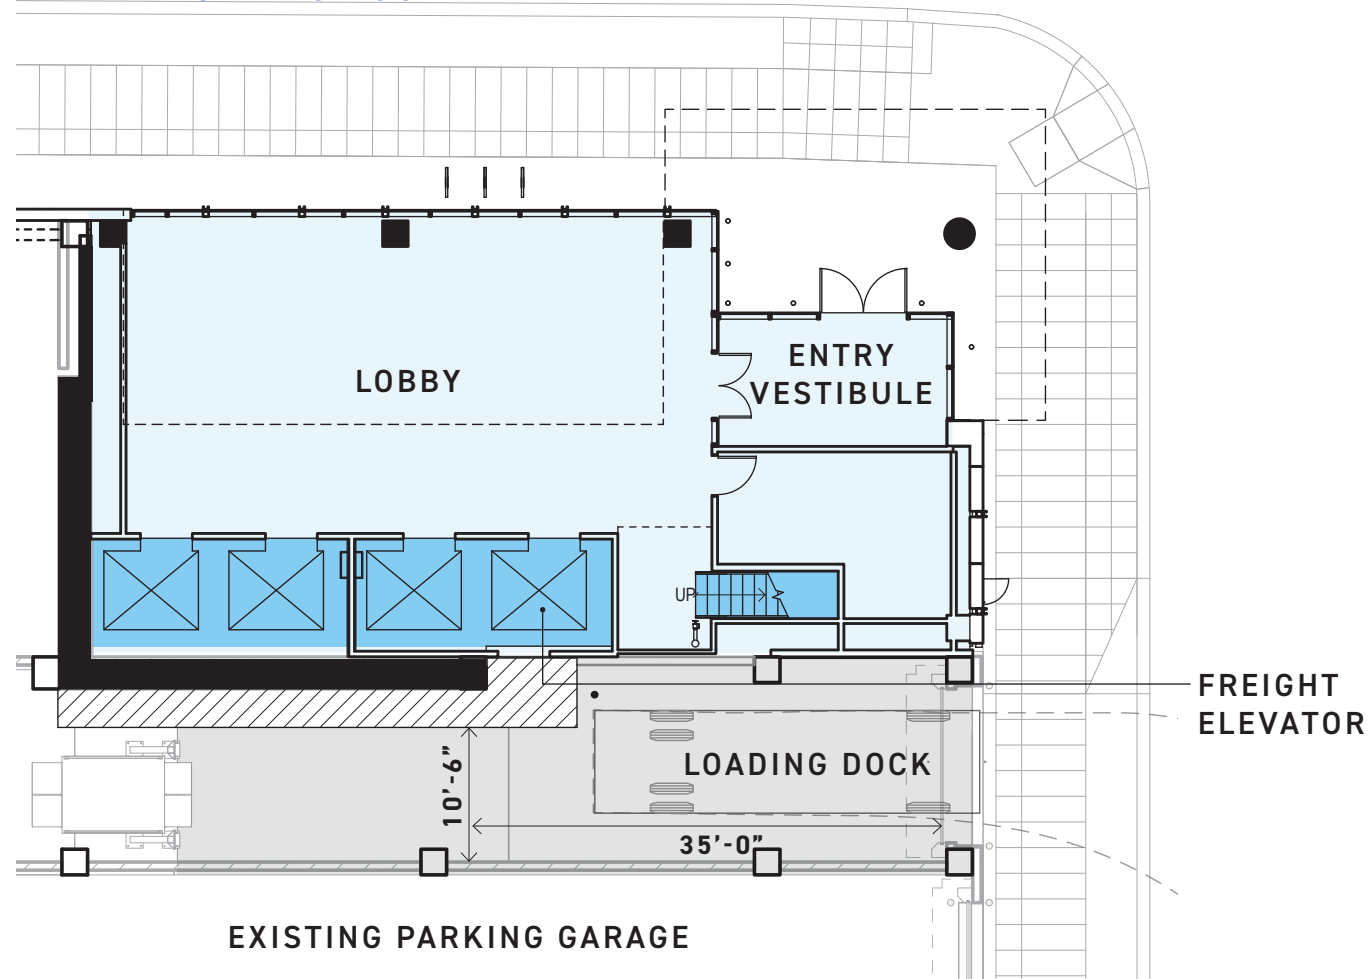 ENTRY
VESTIBULE
LOBBY
UP
FREIGHT
ELEVATOR
LOADING DOCK
10'-6"
35'-0"
EXISTING PARKING GARAGE